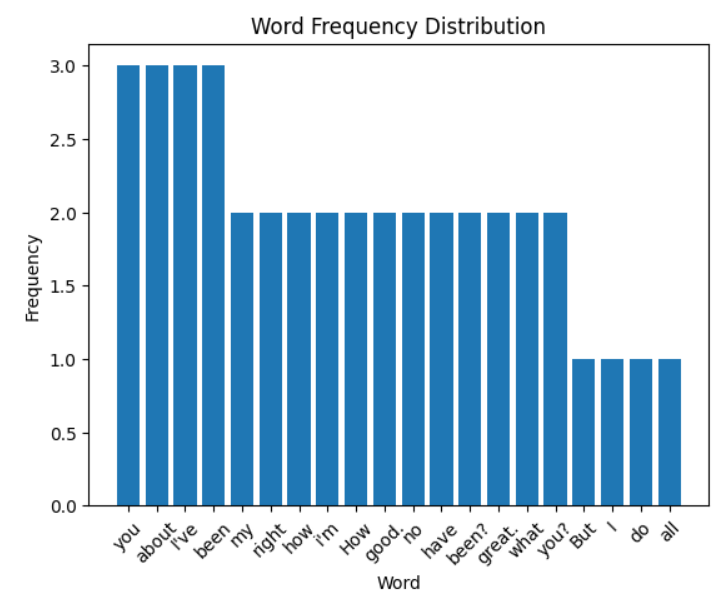 Word Frequency Distribution
3.0
2.5
2.0
1.5
1.0
0.5
0.0
Frequency
you about I've been my right how i'm How good. no have been? great. what you? But I do all
Word